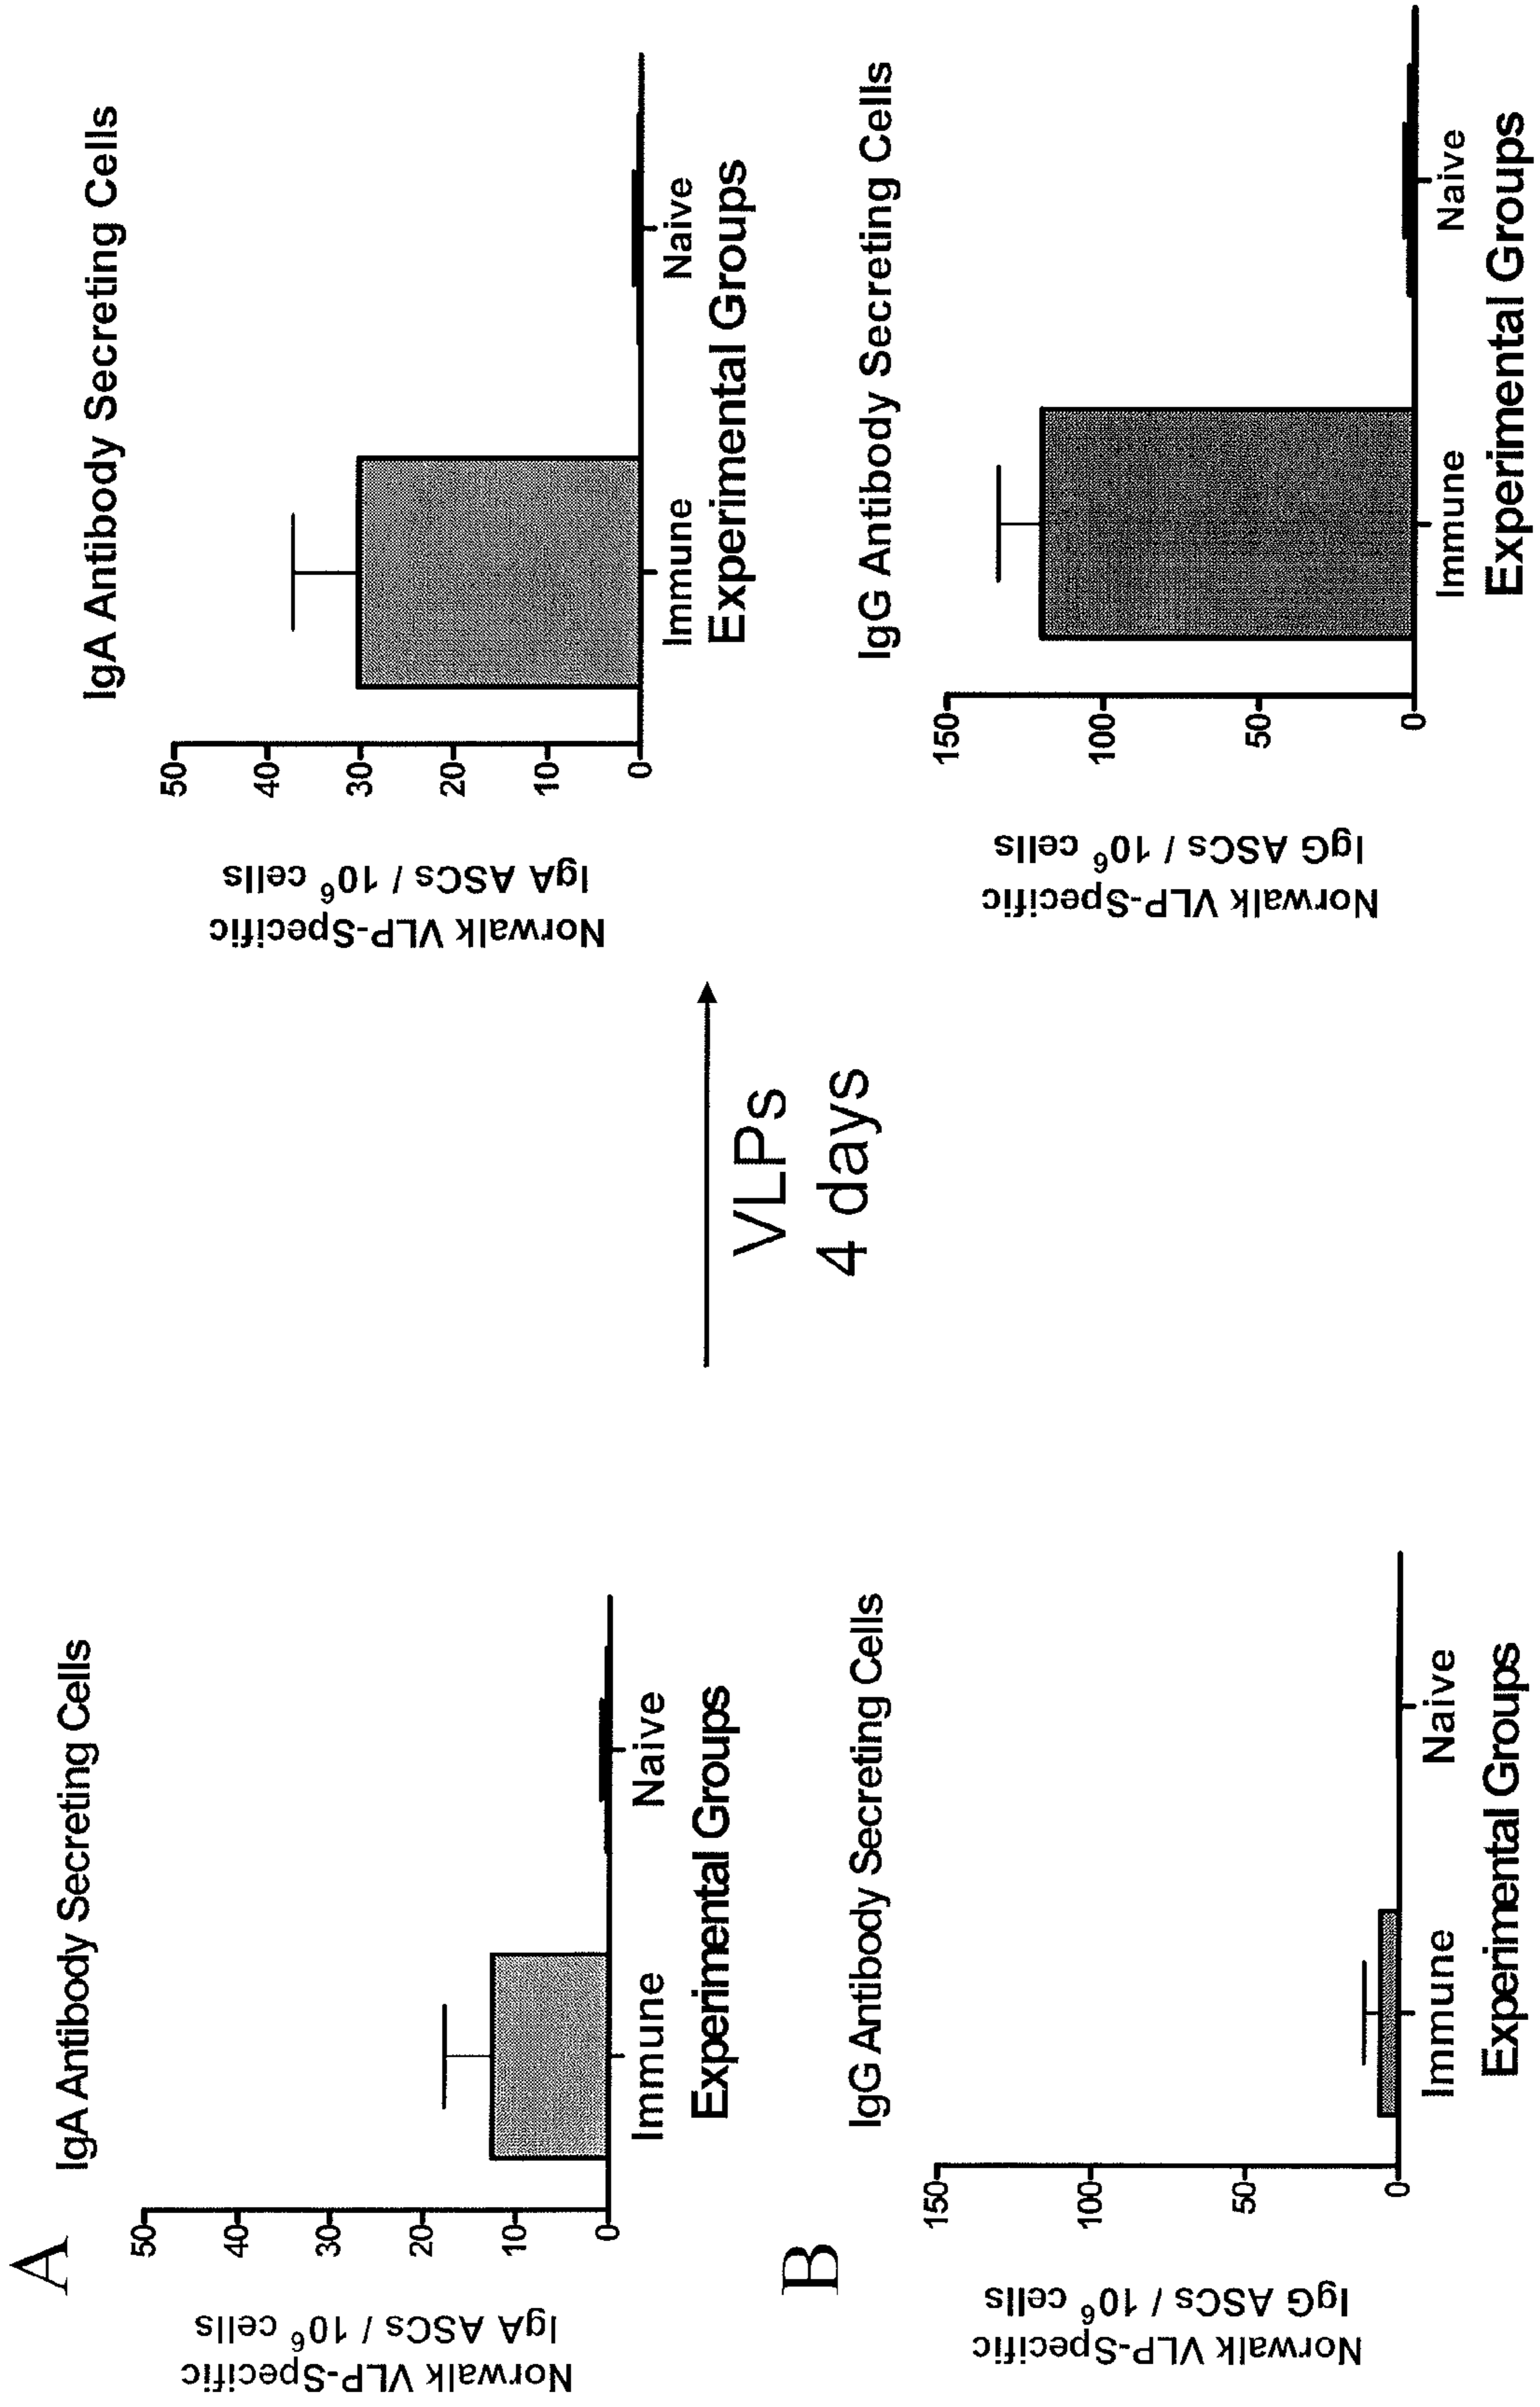 A
IgA Antibody Secreting Cells
Norwalk VLP-Specific
IgA ASCs / 10⁶ cells
50
40
30
20
10
0
Immune
Naive
Experimental Groups
VLPs
4 days
IgA Antibody Secreting Cells
Norwalk VLP-Specific
IgA ASCs / 10⁶ cells
50
40
30
20
10
0
Immune
Naive
Experimental Groups
B
IgG Antibody Secreting Cells
Norwalk VLP-Specific
IgG ASCs / 10⁶ cells
150
100
50
0
Immune
Naive
Experimental Groups
IgG Antibody Secreting Cells
Norwalk VLP-Specific
IgG ASCs / 10⁶ cells
150
100
50
0
Immune
Naive
Experimental Groups